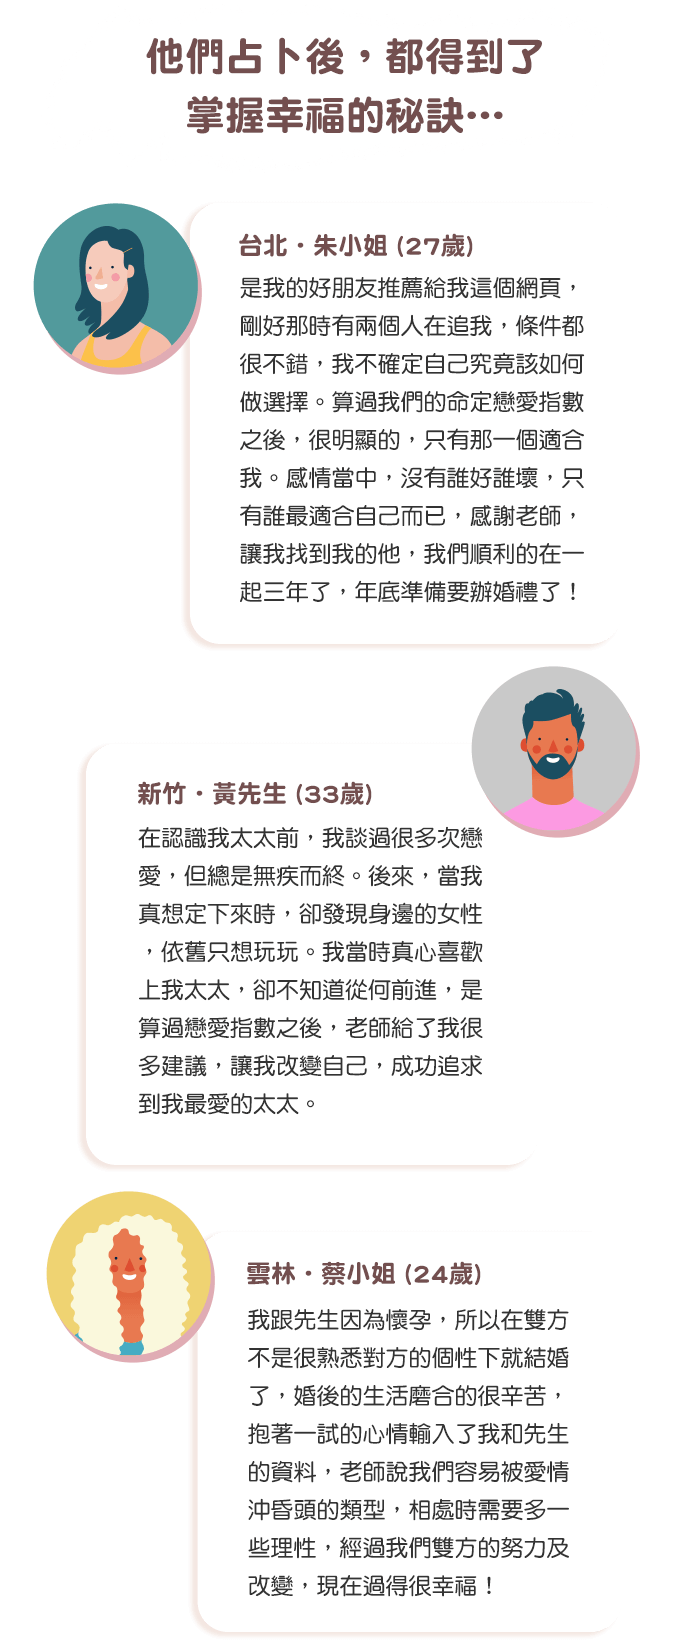 他們占卜後，都得到了
掌握幸福的秘訣…
台北・朱小姐 (27歲)
是我的好朋友推薦給我這個網頁，
剛好那時有兩個人在追我，條件都
很不錯，我不確定自己究竟該如何
做選擇。算過我們的命定戀愛指數
之後，很明顯的，只有那一個適合
我。感情當中，沒有誰好誰壞，只
有誰最適合自己而已，感謝老師，
讓我找到我的他，我們順利的在一
起三年了，年底準備要辦婚禮了！
新竹・黃先生 (33歲)
在認識我太太前，我談過很多次戀
愛，但總是無疾而終。後來，當我
真想定下來時，卻發現身邊的女性
，依舊只想玩玩。我當時真心喜歡
上我太太，卻不知道從何前進，是
算過戀愛指數之後，老師給了我很
多建議，讓我改變自己，成功追求
到我最愛的太太。
雲林・蔡小姐 (24歲)
我跟先生因為懷孕，所以在雙方
不是很熟悉對方的個性下就結婚
了，婚後的生活磨合的很辛苦，
抱著一試的心情輸入了我和先生
的資料，老師說我們容易被愛情
沖昏頭的類型，相處時需要多一
些理性，經過我們雙方的努力及
改變，現在過得很幸福！